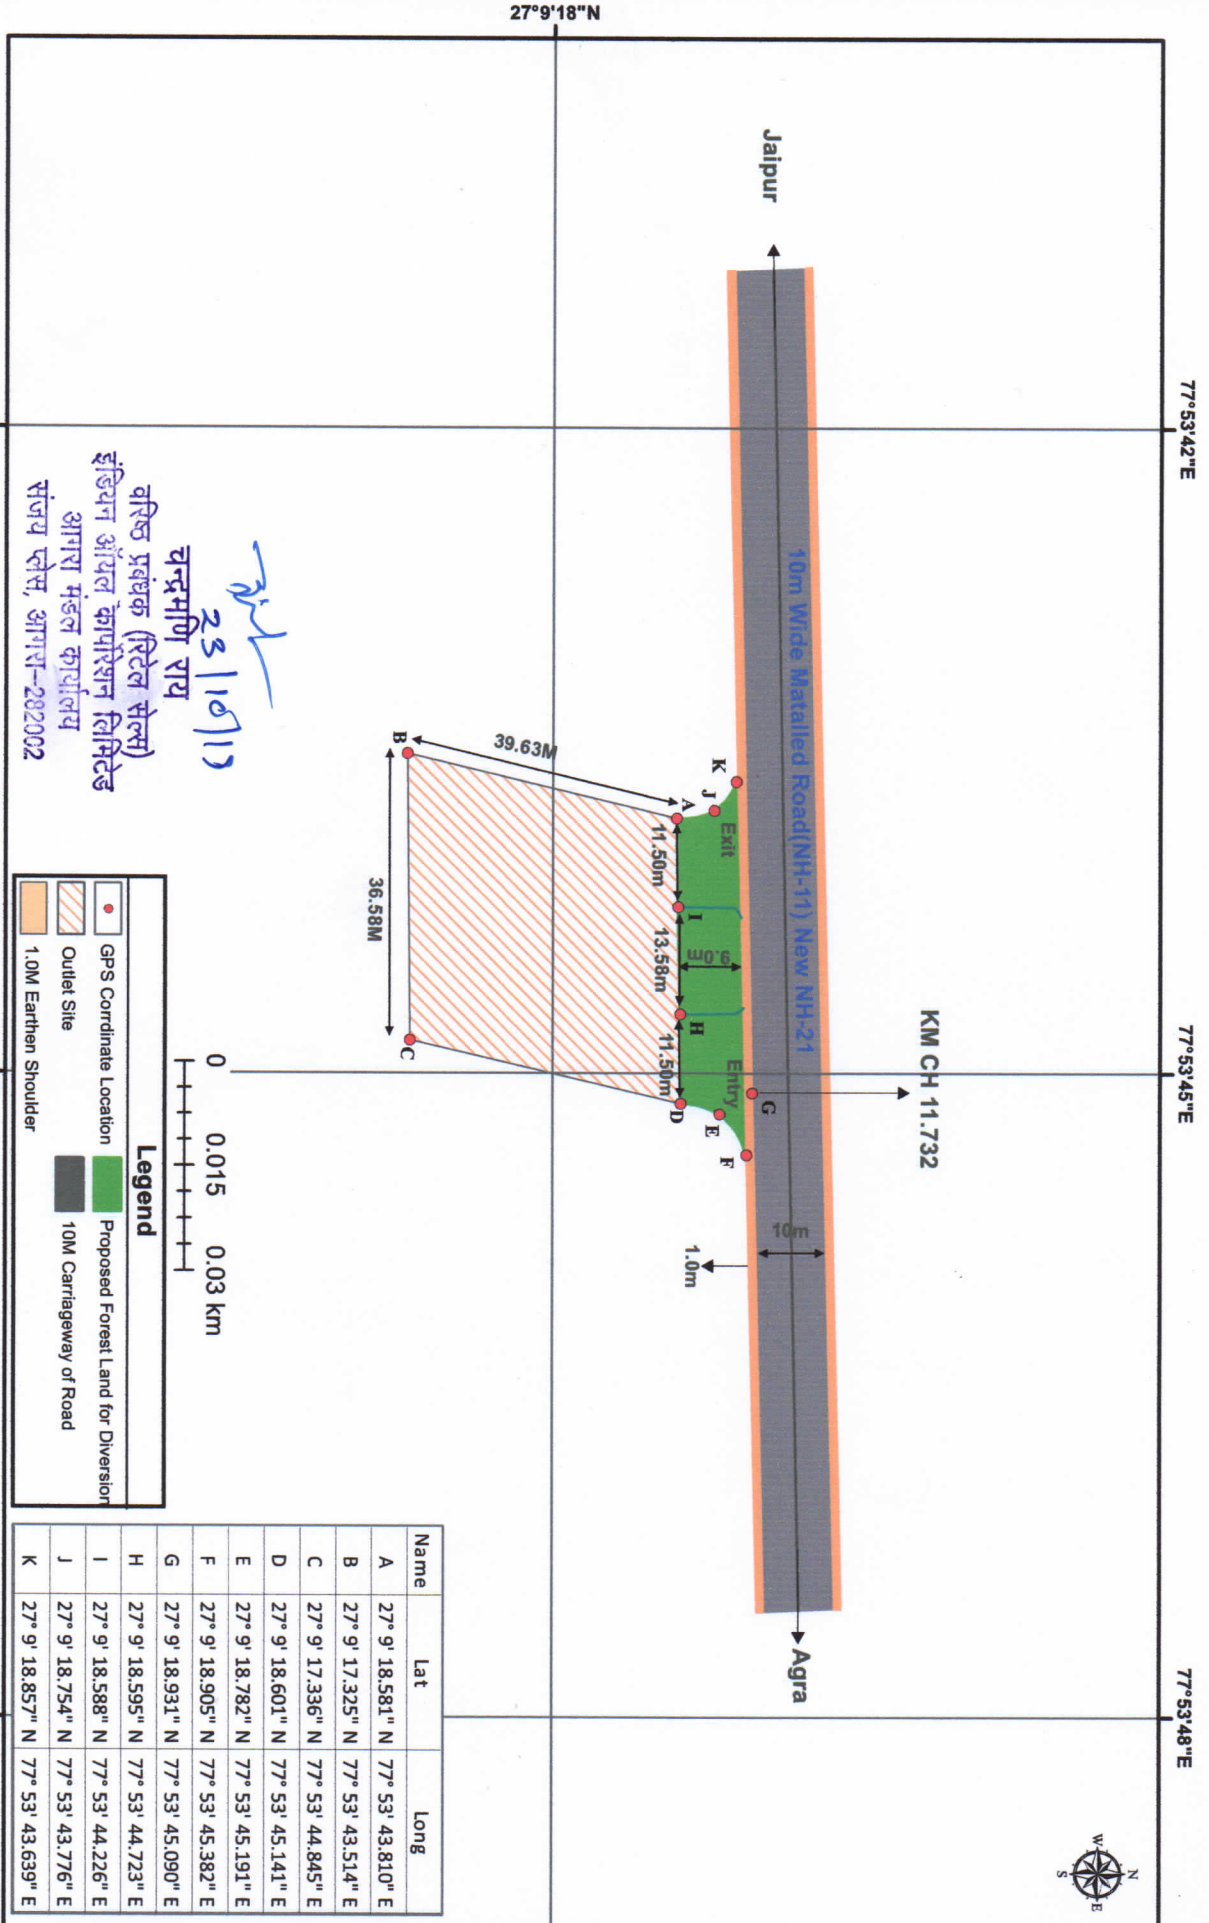 77°53'42"E
77°53'45"E
77°53'48"E
27°9'18"N
N
W
E
S
KM CH 11.732
Jaipur
Agra
10m Wide Matalled Road(NH-11) New NH-21
10m
1.0m
K
J
Exit
A
11.50m
I
9.0m
13.58m
H
11.50m
Entry
G
D
E
F
39.63M
B
C
36.58M
0 0.015 0.03 km
23/10/17
चन्द्रमणि राय
वरिष्ठ प्रबंधक (रिटेल सेल्स)
इंडियन ऑयल कॉर्पोरेशन लिमिटेड
आगरा मंडल कार्यालय
संजय प्लेस, आगरा-282002
Legend
GPS Corrdinate Location
Proposed Forest Land for Diversion
Outlet Site
10M Carriageway of Road
1.0M Earthen Shoulder
Name Lat Long
A 27° 9' 18.581" N 77° 53' 43.810" E
B 27° 9' 17.325" N 77° 53' 43.514" E
C 27° 9' 17.336" N 77° 53' 44.845" E
D 27° 9' 18.601" N 77° 53' 45.141" E
E 27° 9' 18.782" N 77° 53' 45.191" E
F 27° 9' 18.905" N 77° 53' 45.382" E
G 27° 9' 18.931" N 77° 53' 45.090" E
H 27° 9' 18.595" N 77° 53' 44.723" E
I 27° 9' 18.588" N 77° 53' 44.226" E
J 27° 9' 18.754" N 77° 53' 43.776" E
K 27° 9' 18.857" N 77° 53' 43.639" E